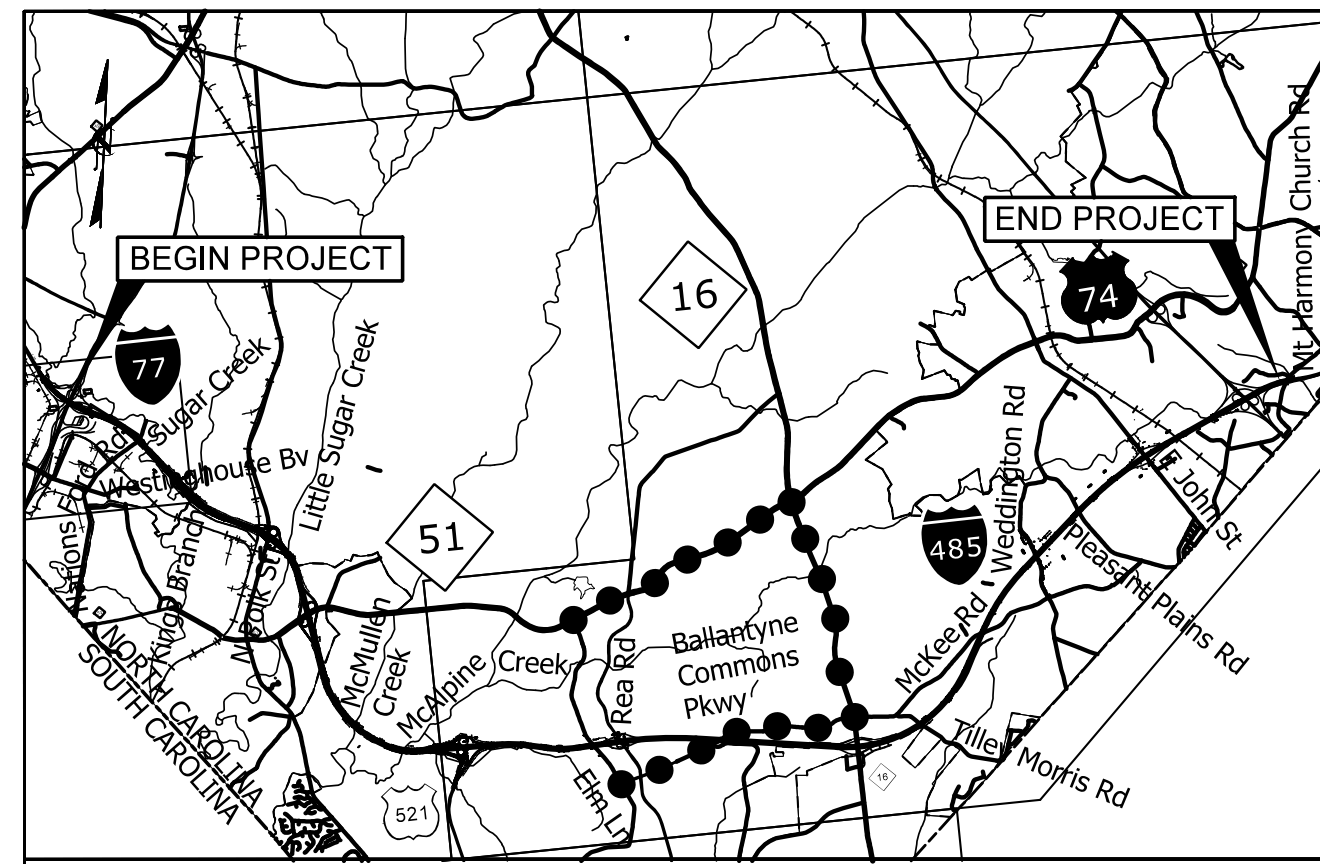 BEGIN PROJECT
END PROJECT
Mt Harmony Church Rd
16
74
77
Sugar Creek
Little Sugar Creek
Westinghouse Bv
Nations Ford Rd
Kings Branch
N Polk St
51
485
Weddington Rd
E John St
Pleasant Plains Rd
McKee Rd
Ballantyne
Commons
Pkwy
Rea Rd
McMullen
Creek
McAlpine Creek
NORTH CAROLINA
SOUTH CAROLINA
Elm Ln
521
16
Tilley Morris Rd